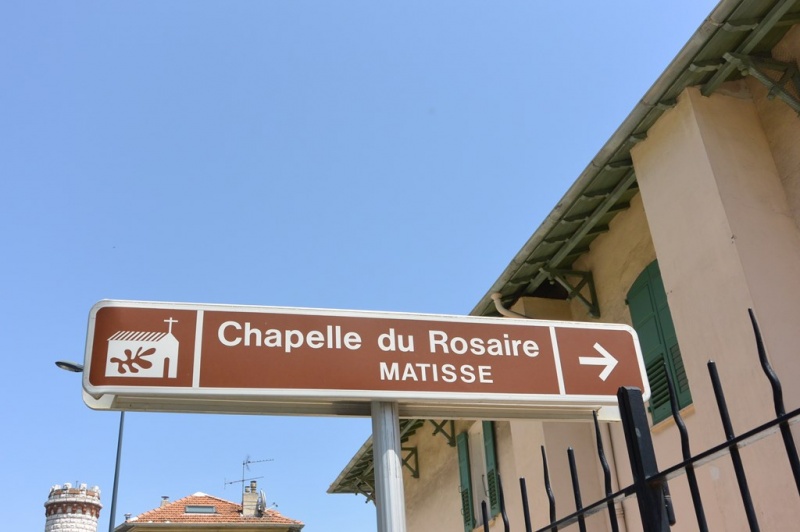 Chapelle du Rosaire
MATISSE